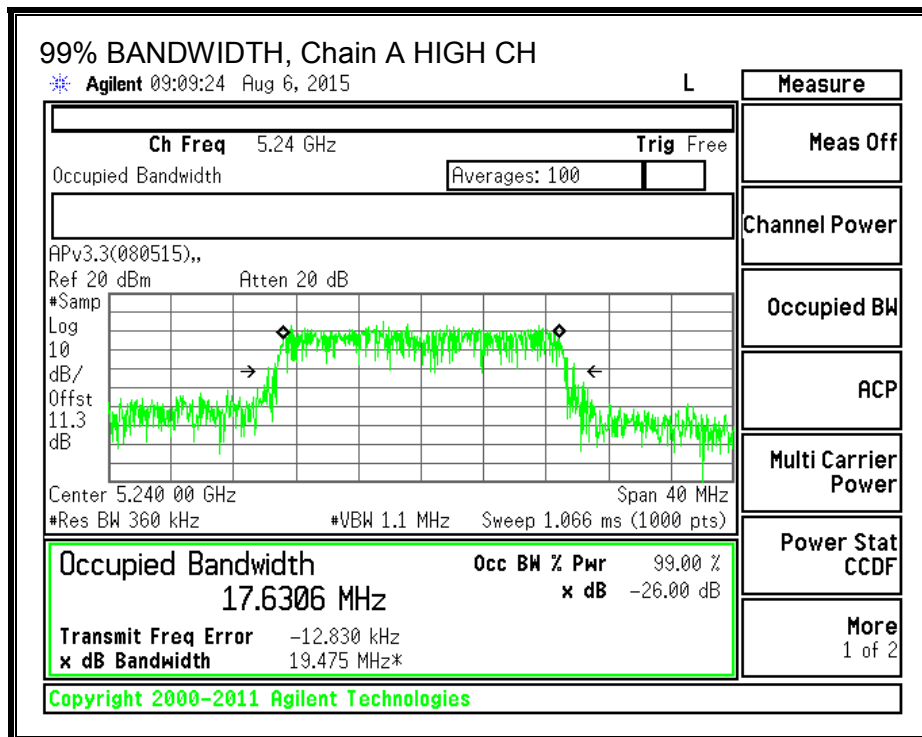 99% BANDWIDTH, Chain A HIGH CH
Agilent 09:09:24 Aug 6, 2015 L
Measure
Ch Freq 5.24 GHz Trig Free
Meas Off
Occupied Bandwidth Averages: 100
Channel Power
APv3.3(080515),,
Ref 20 dBm Atten 20 dB
#Samp
Log
10
dB/
Offst
11.3
dB
Occupied BW
ACP
Multi Carrier
Power
Center 5.240 00 GHz Span 40 MHz
#Res BW 360 kHz #VBW 1.1 MHz Sweep 1.066 ms (1000 pts)
Power Stat
CCDF
Occupied Bandwidth Occ BW % Pwr 99.00 %
17.6306 MHz x dB -26.00 dB
Transmit Freq Error -12.830 kHz
x dB Bandwidth 19.475 MHz*
More
1 of 2
Copyright 2000-2011 Agilent Technologies